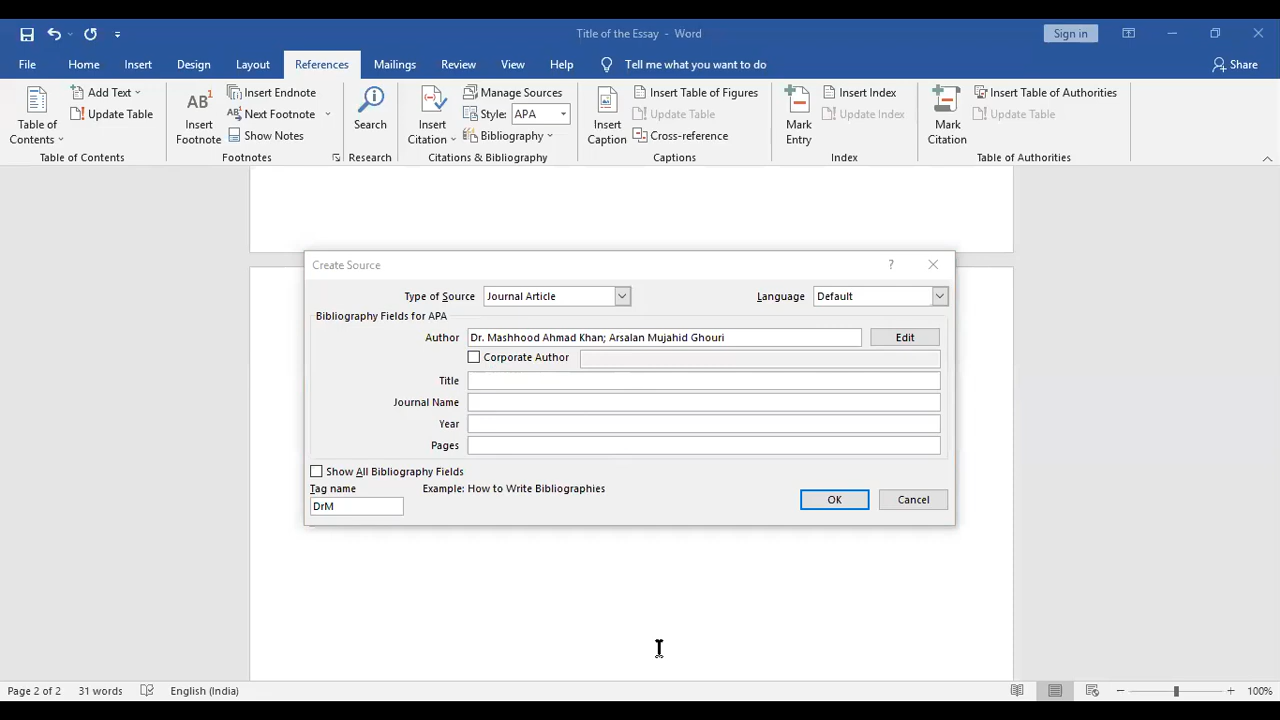 Title of the Essay - Word
Sign in
File Home Insert Design Layout References Mailings Review View Help Tell me what you want to do Share
Table of Contents
Add Text
Update Table
Table of Contents
AB1
Insert Footnote
Insert Endnote
Next Footnote
Show Notes
Footnotes
Search
Research
Insert Citation
Manage Sources
Style: APA
Bibliography
Citations & Bibliography
Insert Caption
Insert Table of Figures
Update Table
Cross-reference
Captions
Mark Entry
Insert Index
Update Index
Index
Mark Citation
Insert Table of Authorities
Update Table
Table of Authorities
Create Source ?
Type of Source Journal Article Language Default
Bibliography Fields for APA
Author Dr. Mashhood Ahmad Khan; Arsalan Mujahid Ghouri Edit
Corporate Author
Title
Journal Name
Year
Pages
Show All Bibliography Fields
Tag name Example: How to Write Bibliographies
DrM OK Cancel
Page 2 of 2 31 words English (India) 100%